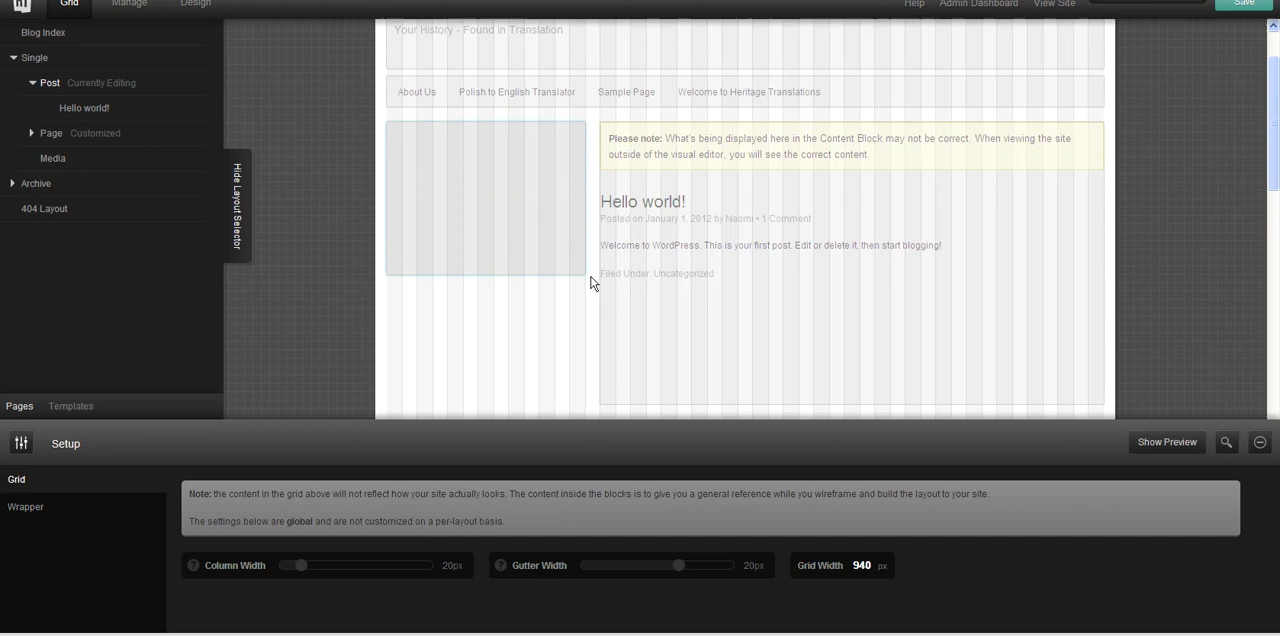 Grid Manage Design Help Admin Dashboard View Site Save
Blog Index
Single
Post Currently Editing
Hello world!
Page Customized
Media
Archive
404 Layout
Pages Templates
Hide Layout Selector
Your History - Found in Translation
About Us Polish to English Translator Sample Page Welcome to Heritage Translations
Please note: What's being displayed here in the Content Block may not be correct. When viewing the site
outside of the visual editor, you will see the correct content.
Hello world!
Posted on January 1, 2012 by Naomi • 1 Comment
Welcome to WordPress. This is your first post. Edit or delete it, then start blogging!
Filed Under: Uncategorized
Setup Show Preview
Grid
Wrapper
Note: the content in the grid above will not reflect how your site actually looks. The content inside the blocks is to give you a general reference while you wireframe and build the layout to your site.
The settings below are global and are not customized on a per-layout basis.
? Column Width 20px ? Gutter Width 20px Grid Width 940 px